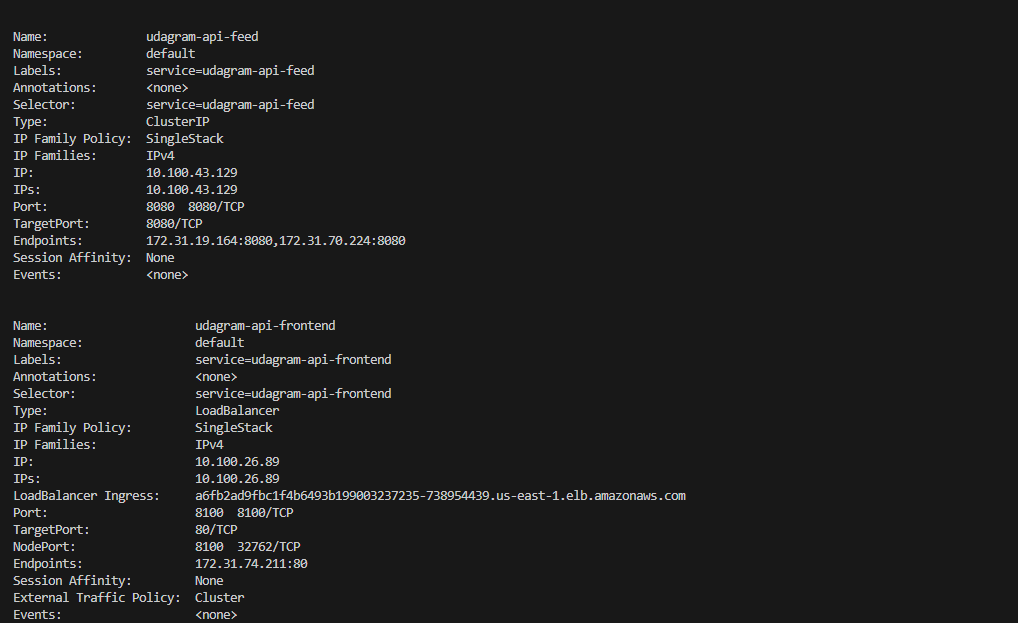 Name: udagram-api-feed
Namespace: default
Labels: service=udagram-api-feed
Annotations: <none>
Selector: service=udagram-api-feed
Type: ClusterIP
IP Family Policy: SingleStack
IP Families: IPv4
IP: 10.100.43.129
IPs: 10.100.43.129
Port: 8080 8080/TCP
TargetPort: 8080/TCP
Endpoints: 172.31.19.164:8080,172.31.70.224:8080
Session Affinity: None
Events: <none>
Name: udagram-api-frontend
Namespace: default
Labels: service=udagram-api-frontend
Annotations: <none>
Selector: service=udagram-api-frontend
Type: LoadBalancer
IP Family Policy: SingleStack
IP Families: IPv4
IP: 10.100.26.89
IPs: 10.100.26.89
LoadBalancer Ingress: a6fb2ad9fbc1f4b6493b199003237235-738954439.us-east-1.elb.amazonaws.com
Port: 8100 8100/TCP
TargetPort: 80/TCP
NodePort: 8100 32762/TCP
Endpoints: 172.31.74.211:80
Session Affinity: None
External Traffic Policy: Cluster
Events: <none>